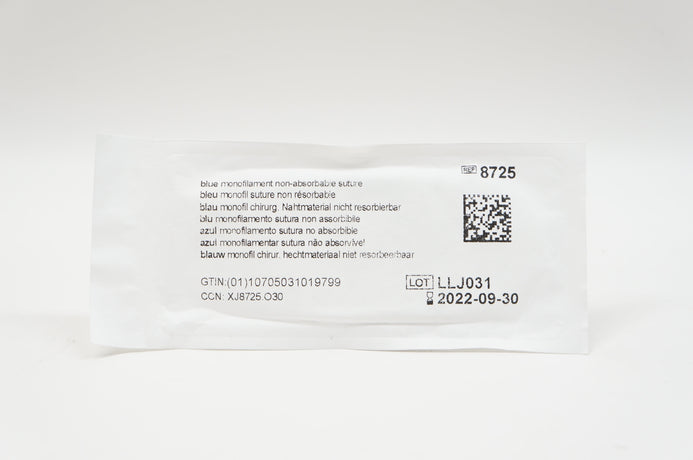 REF 8725
blue monofilament non-absorbable suture
bleu monofil suture non résorbable
blau monofil chirurg. Nahtmaterial nicht resorbierbar
blu monofilamento sutura non assorbibile
azul monofilamento sutura no absorbible
azul monofilamentar sutura não absorvível
blauw monofil chirur. hechtmateriaal niet resorbeerbaar
GTIN:(01)10705031019799
LOT LLJ031
CCN: XJ8725.O30
2022-09-30